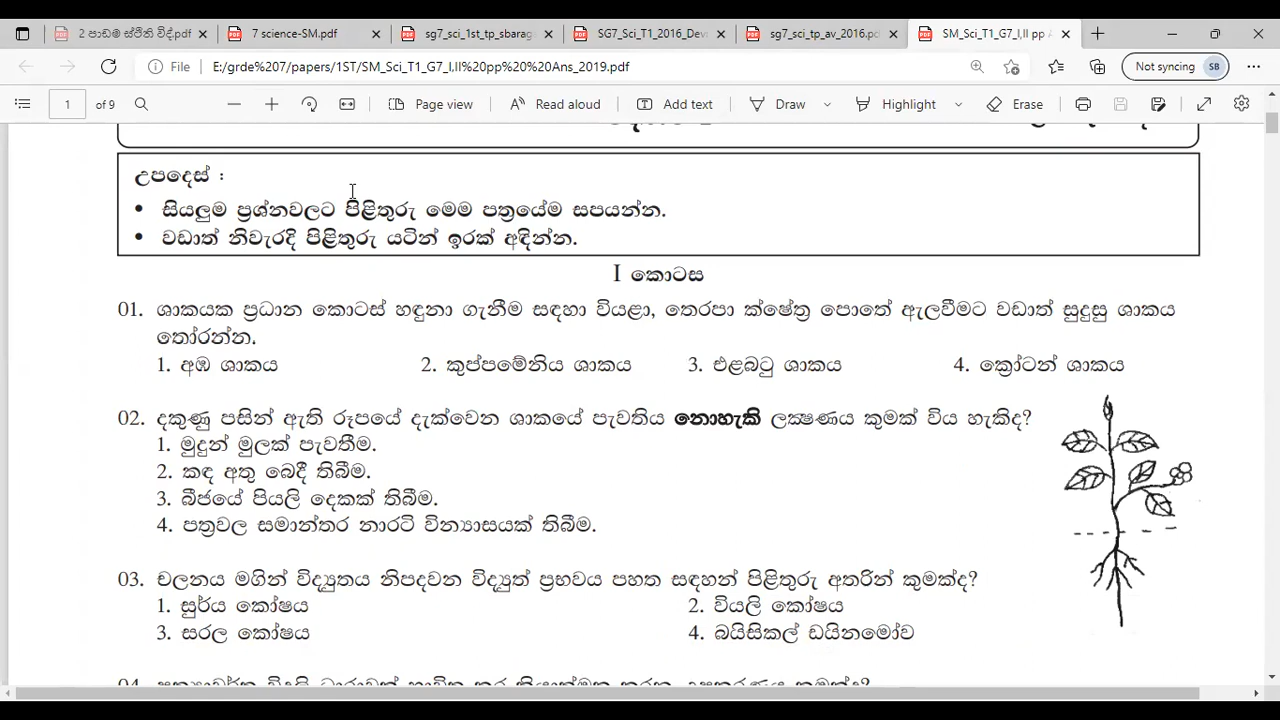 2 පාඩම ස්ථිති විද්.pdf
7 science-SM.pdf
sg7_sci_1st_tp_sbaraga
SG7_Sci_T1_2016_Dev
sg7_sci_tp_av_2016.pd
SM_Sci_T1_G7_I,II pp A
File E:/grde%207/papers/1ST/SM_Sci_T1_G7_I,II%20pp%20%20Ans_2019.pdf
Not syncing SB
1 of 9
Page view
Read aloud
Add text
Draw
Highlight
Erase
උපදෙස් :
• සියලුම ප්‍රශ්නවලට පිළිතුරු මෙම පත්‍රයේම සපයන්න.
• වඩාත් නිවැරදි පිළිතුරු යටින් ඉරක් අඳින්න.
I කොටස
01. ශාකයක ප්‍රධාන කොටස් හඳුනා ගැනීම සඳහා වියළා, තෙරපා ක්ෂේත්‍ර පොතේ ඇලවීමට වඩාත් සුදුසු ශාකය
තෝරන්න.
1. අඹ ශාකය 2. කුප්පමේනිය ශාකය 3. එළබටු ශාකය 4. ක්‍රෝටන් ශාකය
02. දකුණු පසින් ඇති රූපයේ දැක්වෙන ශාකයේ පැවතිය නොහැකි ලක්‍ෂණය කුමක් විය හැකිද?
1. මුදුන් මුලක් පැවතීම.
2. කඳ අතු බෙදී තිබීම.
3. බීජයේ පියලි දෙකක් තිබීම.
4. පත්‍රවල සමාන්තර නාරටි වින්‍යාසයක් තිබීම.
03. චලනය මගින් විද්‍යුතය නිපදවන විද්‍යුත් ප්‍රභවය පහත සඳහන් පිළිතුරු අතරින් කුමක්ද?
1. සූර්ය කෝෂය 2. වියලි කෝෂය
3. සරල කෝෂය 4. බයිසිකල් ඩයිනමෝව